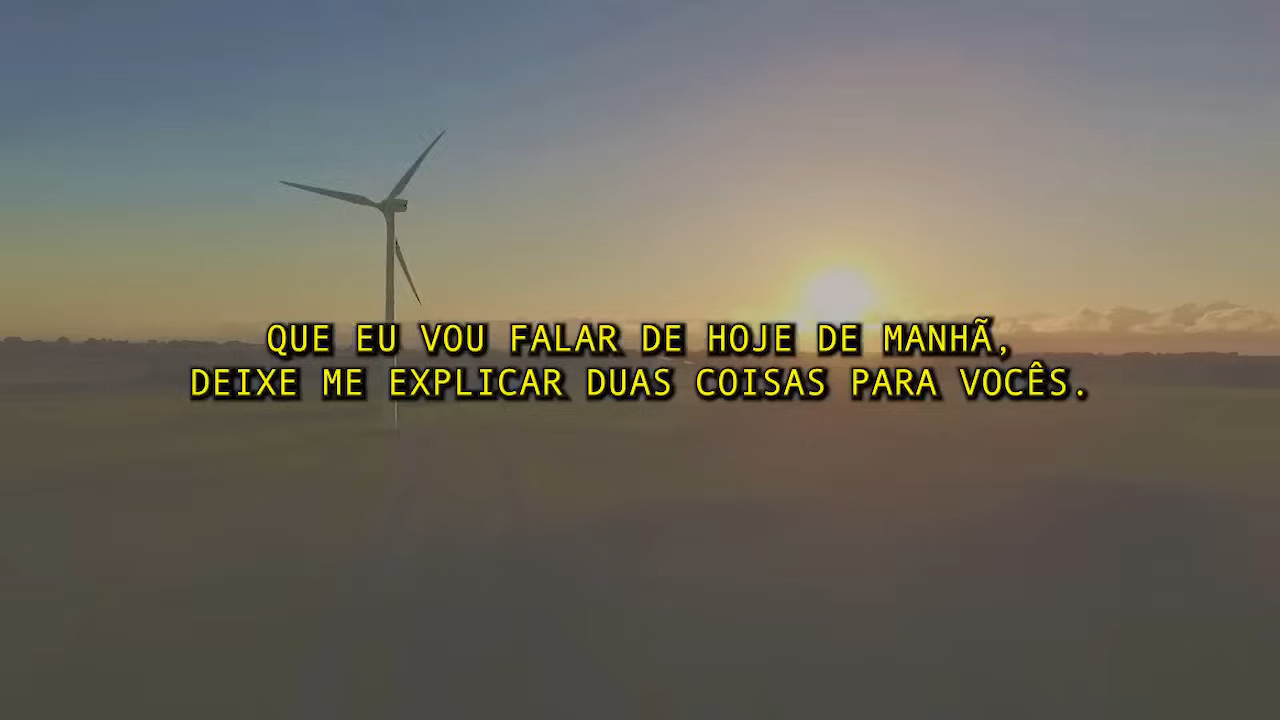 QUE EU VOU FALAR DE HOJE DE MANHÃ,
DEIXE ME EXPLICAR DUAS COISAS PARA VOCÊS.